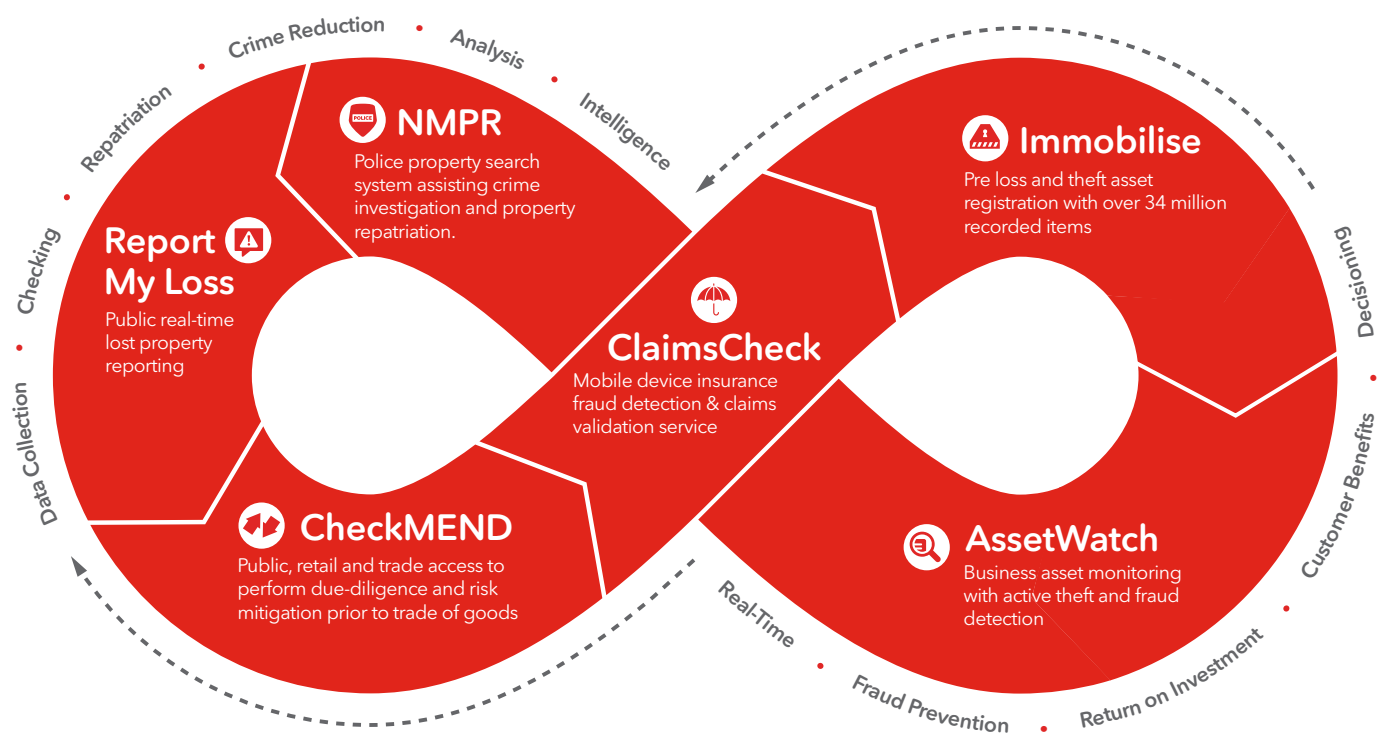 Data Collection
Checking
Repatriation
Crime Reduction
Analysis
Intelligence
POLICE
NMPR
Police property search
system assisting crime
investigation and property
repatriation.
Report
My Loss
Public real-time
lost property
reporting
CheckMEND
Public, retail and trade access to
perform due-diligence and risk
mitigation prior to trade of goods
ClaimsCheck
Mobile device insurance
fraud detection & claims
validation service
Immobilise
Pre loss and theft asset
registration with over 34 million
recorded items
AssetWatch
Business asset monitoring
with active theft and fraud
detection
Decisioning
Customer Benefits
Return on Investment
Fraud Prevention
Real-Time